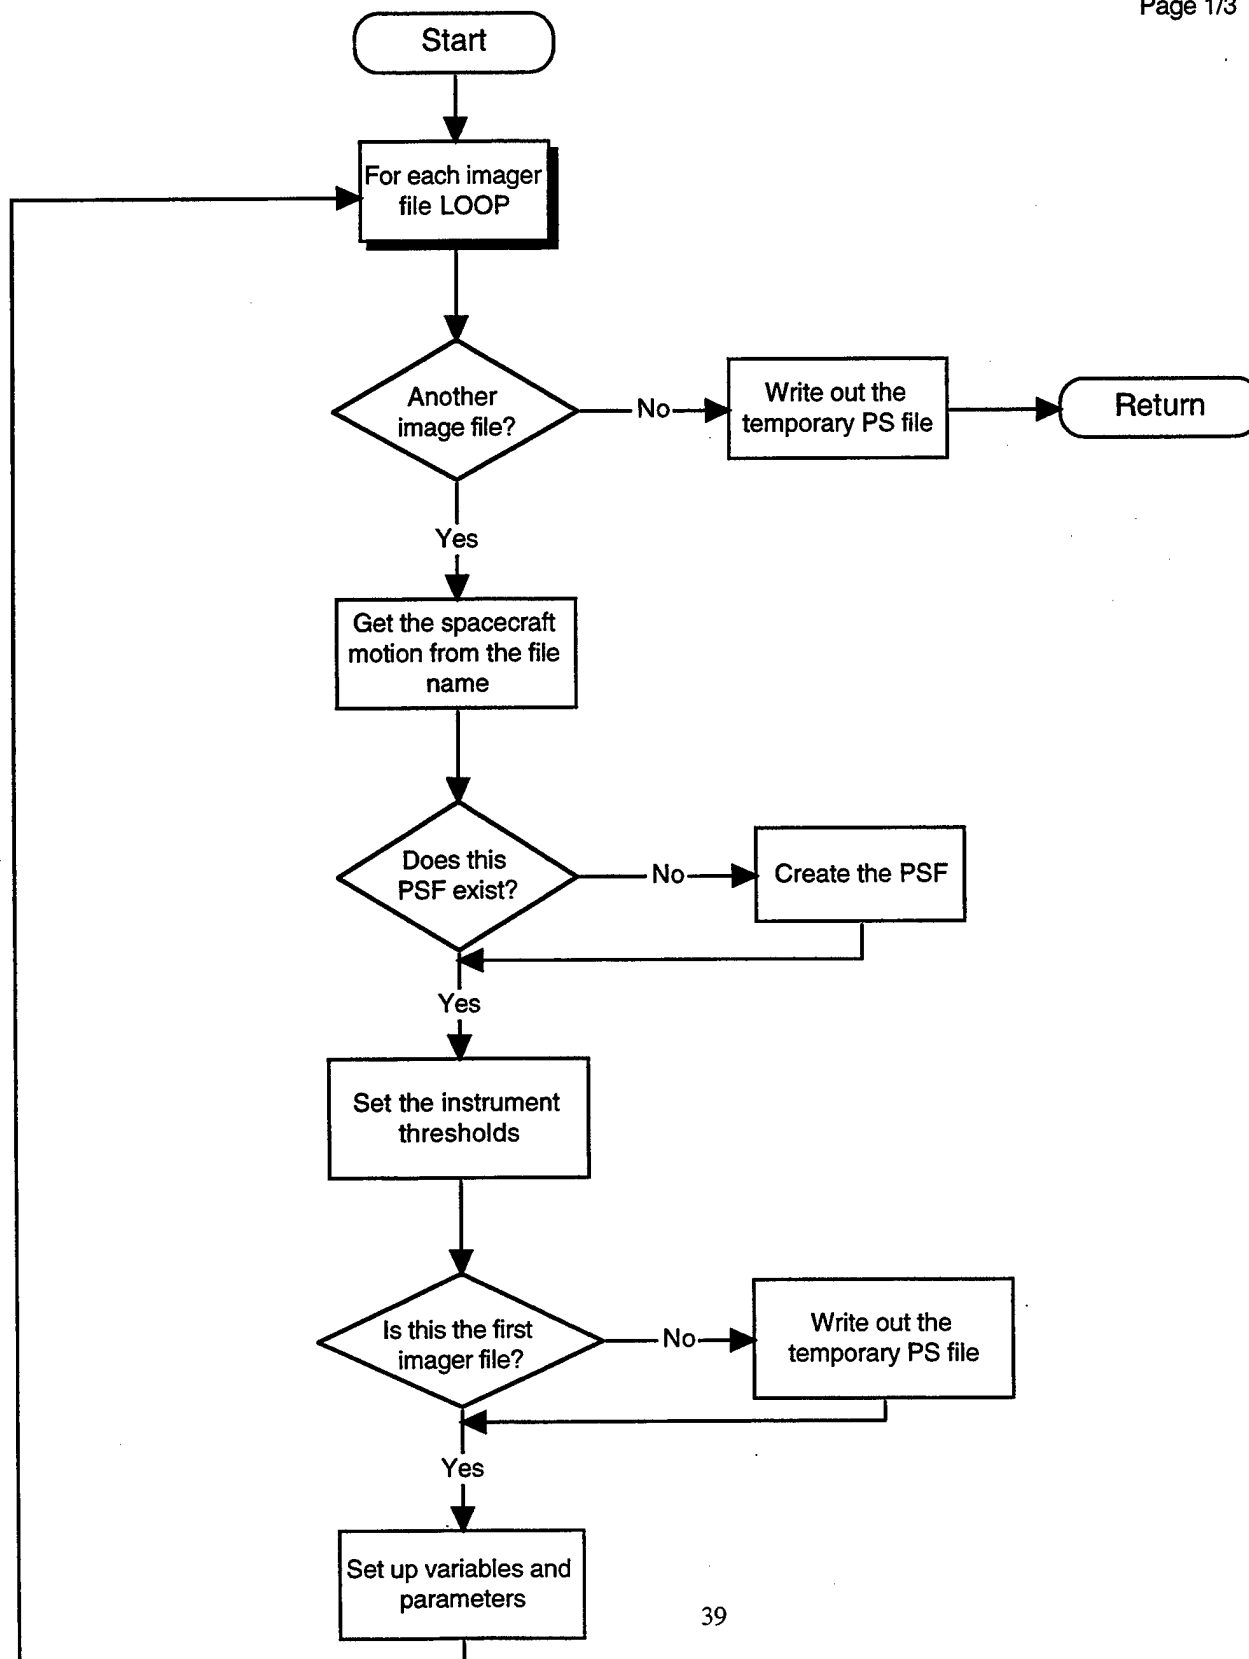 Page 1/3
Start
For each imager
file LOOP
Another
image file?
No
Write out the
temporary PS file
Return
Yes
Get the spacecraft
motion from the file
name
Does this
PSF exist?
No
Create the PSF
Yes
Set the instrument
thresholds
Is this the first
imager file?
No
Write out the
temporary PS file
Yes
Set up variables and
parameters
39